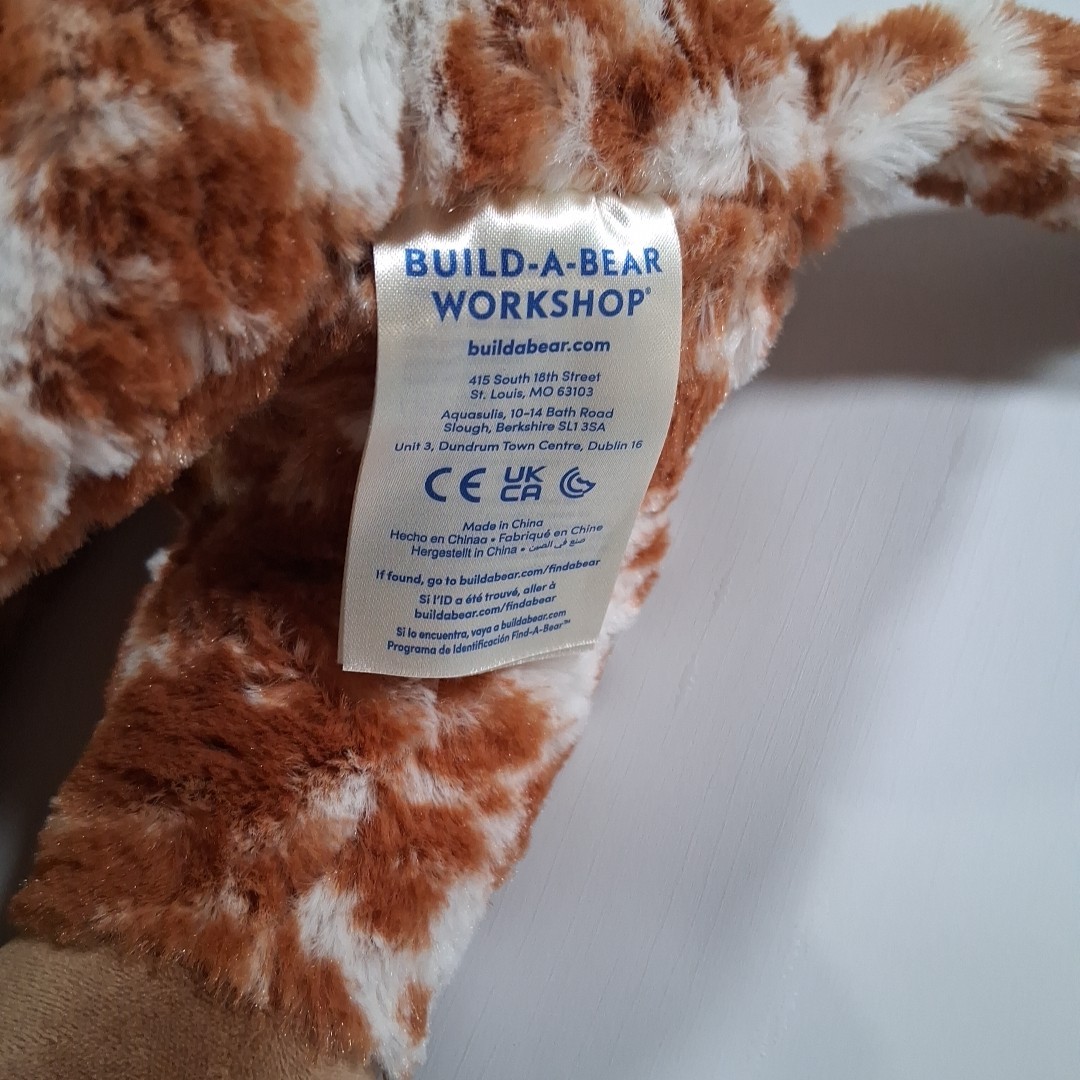 BUILD-A-BEAR
WORKSHOP®
buildabear.com
415 South 18th Street
St. Louis, MO 63103
Aquasulis, 10-14 Bath Road
Slough, Berkshire SL1 3SA
Unit 3, Dundrum Town Centre, Dublin 16
CE UK CA
Made in China
Hecho en Chinaa • Fabriqué en Chine
Hergestellt in China • صنع في الصين
If found, go to buildabear.com/findabear
Si l'ID a été trouvé, aller à
buildabear.com/findabear
Si lo encuentra, vaya a buildabear.com
Programa de Identificación Find-A-Bear™